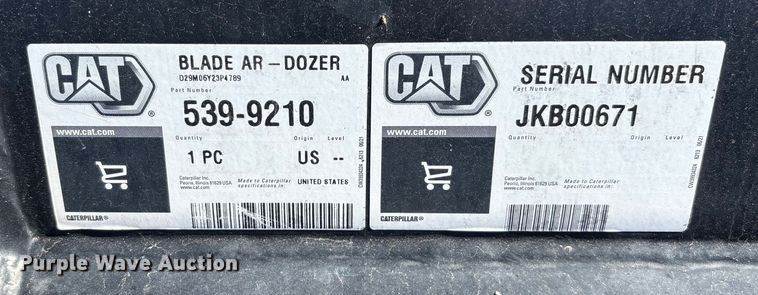 CAT
BLADE AR-DOZER
D29M06Y23P4789 AA
Part Number
539-9210
www.cat.com
Quantity Origin Level
1 PC US --
Caterpillar Inc.
Peoria, Illinois 61629 USA
www.cat.com
Made to Caterpillar
specifications in:
UNITED STATES
CATERPILLAR®
CAT
SERIAL NUMBER
Part Number
JKB00671
www.cat.com
Quantity Origin Level
Caterpillar Inc.
Peoria, Illinois 61629 USA
www.cat.com
Made to Caterpillar
specifications in:
CATERPILLAR®
Purple Wave Auction